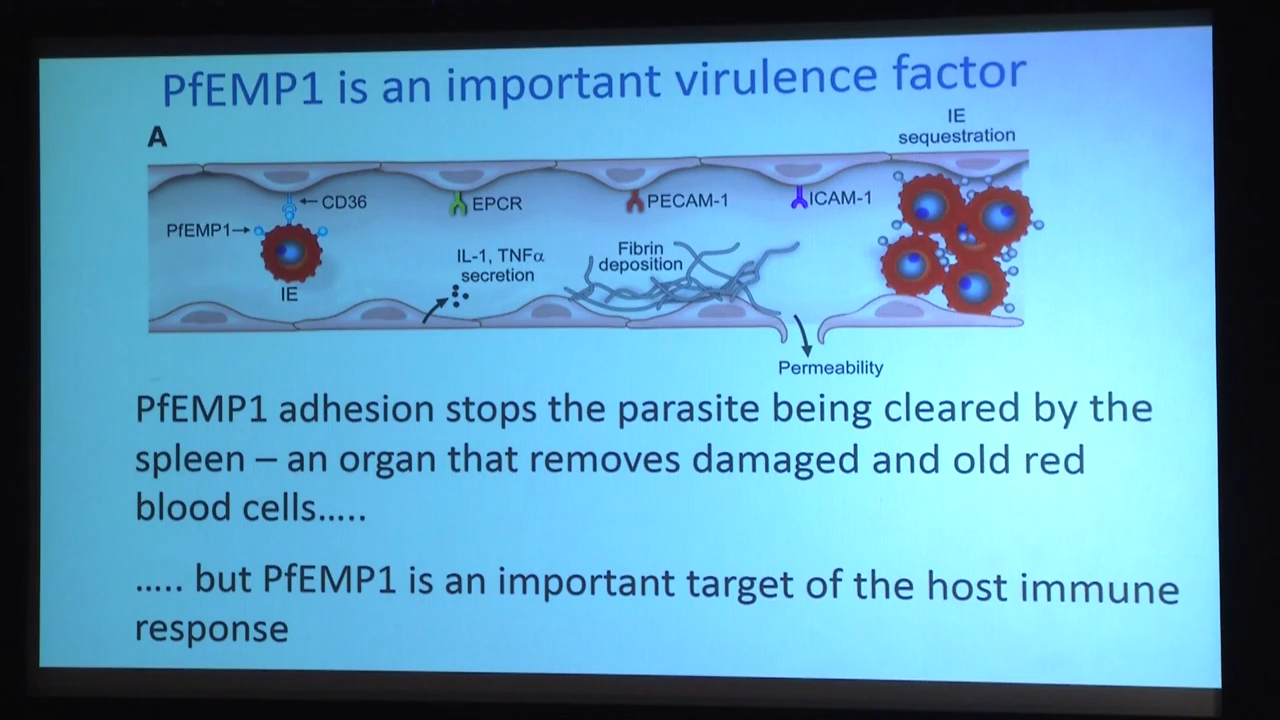 PfEMP1 is an important virulence factor
A
IE
sequestration
CD36
EPCR
PECAM-1
ICAM-1
PfEMP1
IE
IL-1, TNFα
secretion
Fibrin
deposition
Permeability
PfEMP1 adhesion stops the parasite being cleared by the
spleen – an organ that removes damaged and old red
blood cells…..
….. but PfEMP1 is an important target of the host immune
response